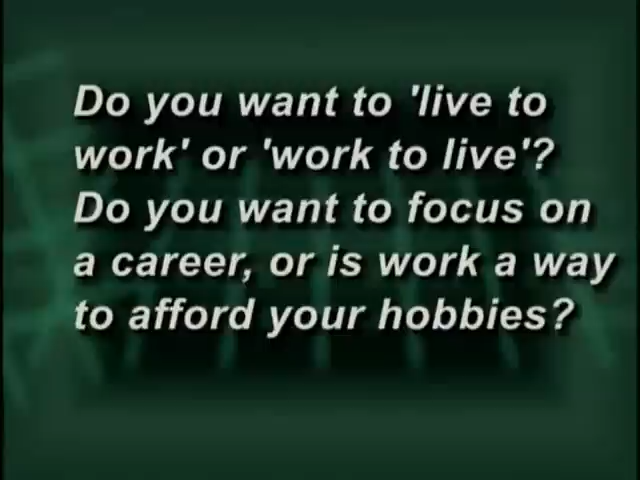 Do you want to 'live to
work' or 'work to live'?
Do you want to focus on
a career, or is work a way
to afford your hobbies?